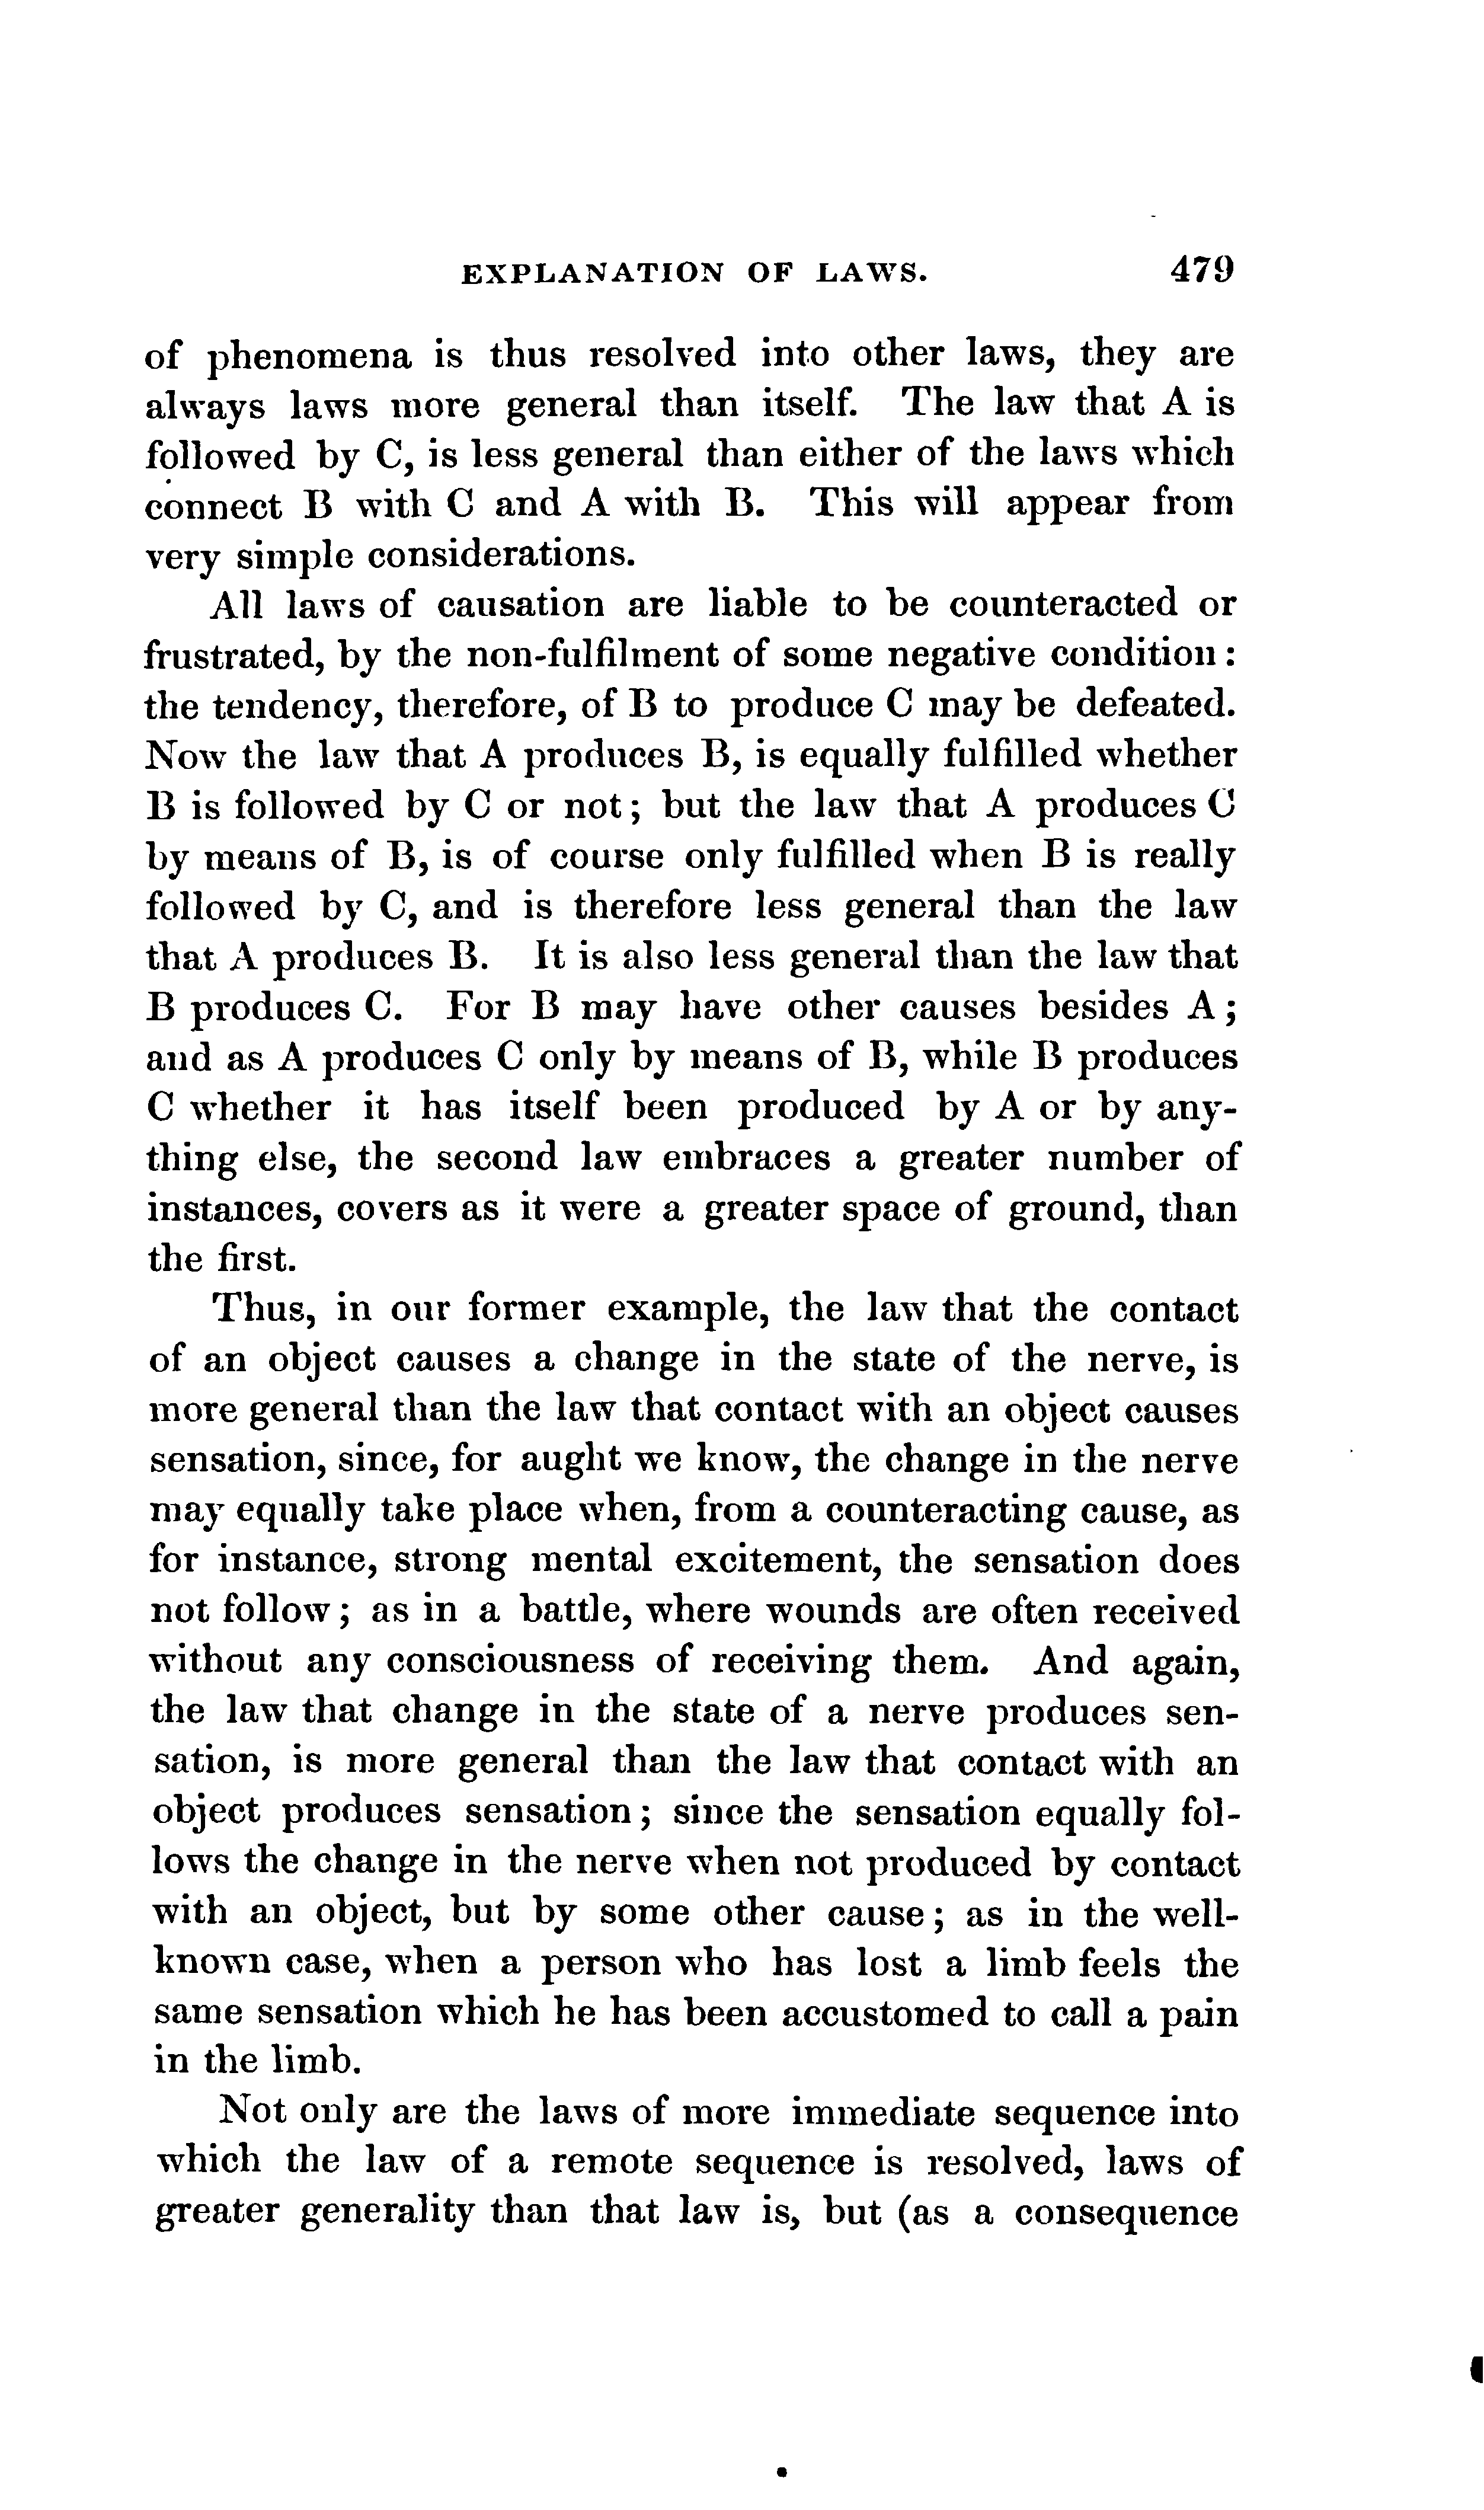 EXPLANATION OF LAWS. 479
of phenomena is thus resolved into other laws, they are
always laws more general than itself. The law that A is
followed by C, is less general than either of the laws which
connect B with C and A with B. This will appear from
very simple considerations.
All laws of causation are liable to be counteracted or
frustrated, by the non-fulfilment of some negative condition:
the tendency, therefore, of B to produce C may be defeated.
Now the law that A produces B, is equally fulfilled whether
B is followed by C or not; but the law that A produces C
by means of B, is of course only fulfilled when B is really
followed by C, and is therefore less general than the law
that A produces B. It is also less general than the law that
B produces C. For B may have other causes besides A;
and as A produces C only by means of B, while B produces
C whether it has itself been produced by A or by any-
thing else, the second law embraces a greater number of
instances, covers as it were a greater space of ground, than
the first.
Thus, in our former example, the law that the contact
of an object causes a change in the state of the nerve, is
more general than the law that contact with an object causes
sensation, since, for aught we know, the change in the nerve
may equally take place when, from a counteracting cause, as
for instance, strong mental excitement, the sensation does
not follow; as in a battle, where wounds are often received
without any consciousness of receiving them. And again,
the law that change in the state of a nerve produces sen-
sation, is more general than the law that contact with an
object produces sensation; since the sensation equally fol-
lows the change in the nerve when not produced by contact
with an object, but by some other cause; as in the well-
known case, when a person who has lost a limb feels the
same sensation which he has been accustomed to call a pain
in the limb.
Not only are the laws of more immediate sequence into
which the law of a remote sequence is resolved, laws of
greater generality than that law is, but (as a consequence